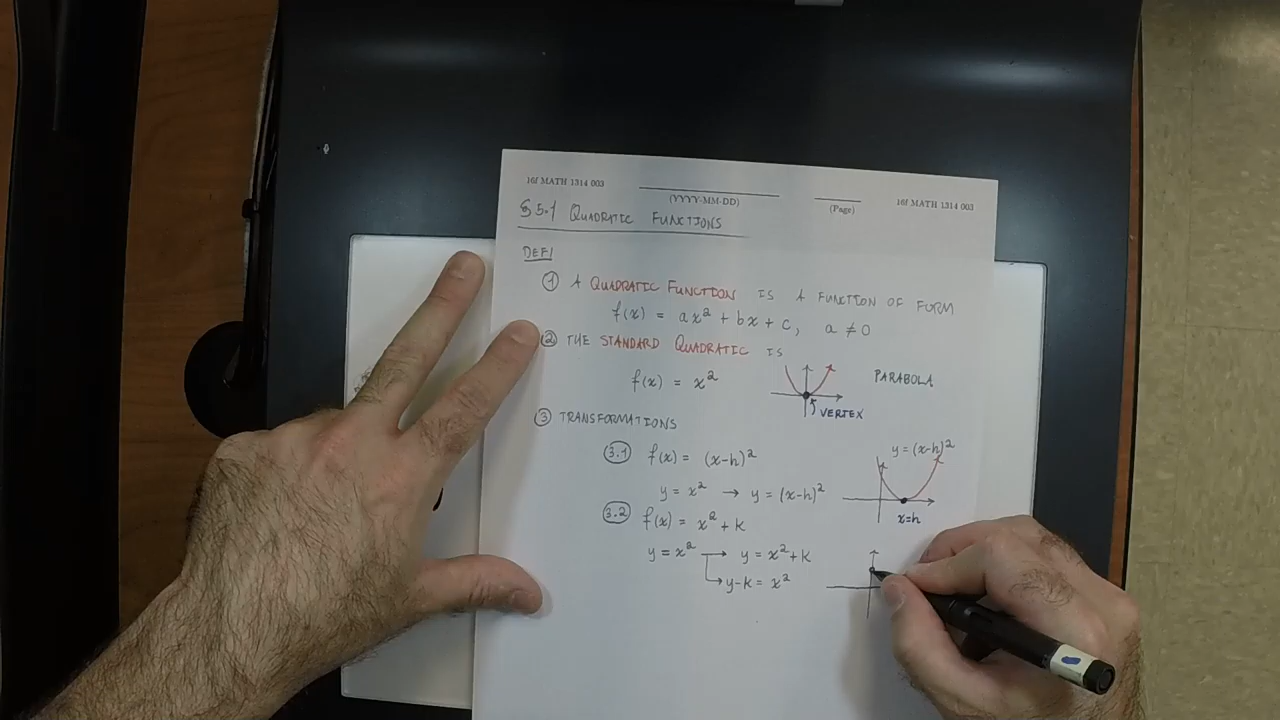 16f MATH 1314 003 (YYYY-MM-DD) (Page) 16f MATH 1314 003
§5.1 QUADRATIC FUNCTIONS
DEF/
① A QUADRATIC FUNCTION IS A FUNCTION OF FORM
f(x) = ax² + bx + c, a ≠ 0
② THE STANDARD QUADRATIC IS
f(x) = x²
PARABOLA
VERTEX
③ TRANSFORMATIONS
3.1 f(x) = (x-h)²
y = (x-h)²
y = x² → y = (x-h)²
x=h
3.2 f(x) = x² + k
y = x² → y = x² + k
→ y-k = x²